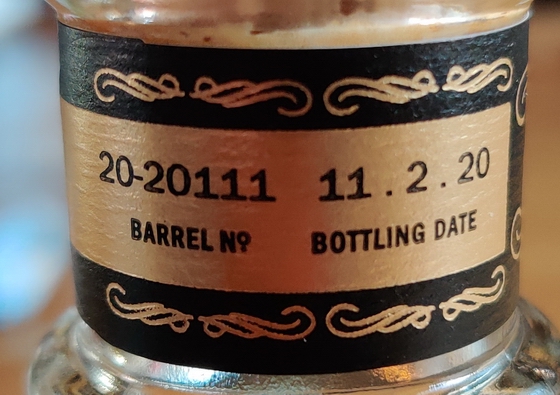 20-20111 11.2.20
BARREL Nº BOTTLING DATE